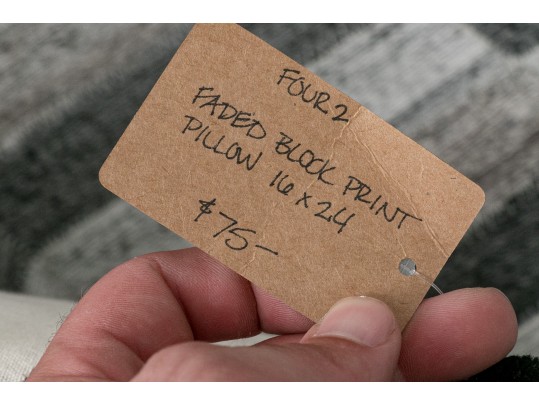 FOUR 2
FADED BLOCK PRINT
PILLOW 16 x 24
$75—